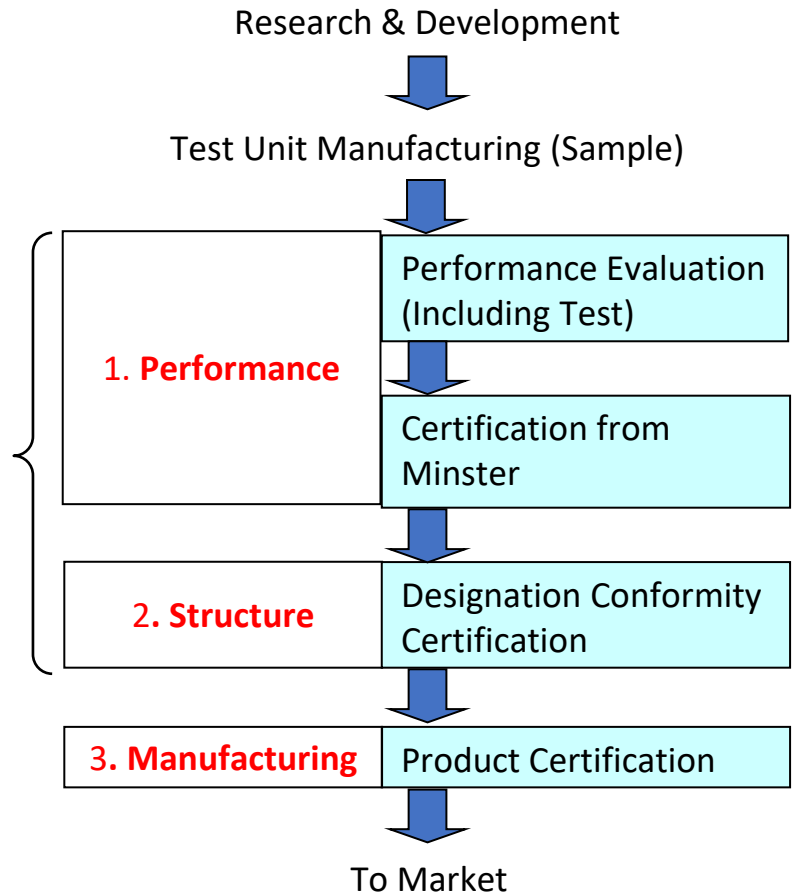 Research & Development
Test Unit Manufacturing (Sample)
1. Performance
Performance Evaluation
(Including Test)
Certification from
Minster
2. Structure
Designation Conformity
Certification
3. Manufacturing
Product Certification
To Market